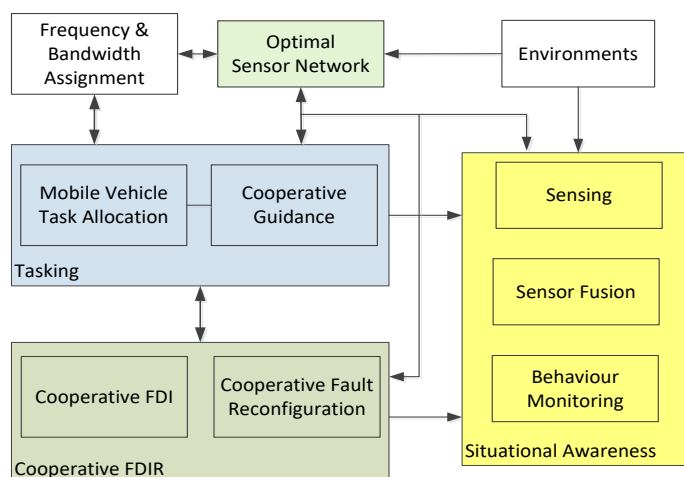 Frequency &
Bandwidth
Assignment
Optimal
Sensor Network
Environments
Mobile Vehicle
Task Allocation
Cooperative
Guidance
Tasking
Sensing
Sensor Fusion
Behaviour
Monitoring
Situational Awareness
Cooperative FDI
Cooperative Fault
Reconfiguration
Cooperative FDIR